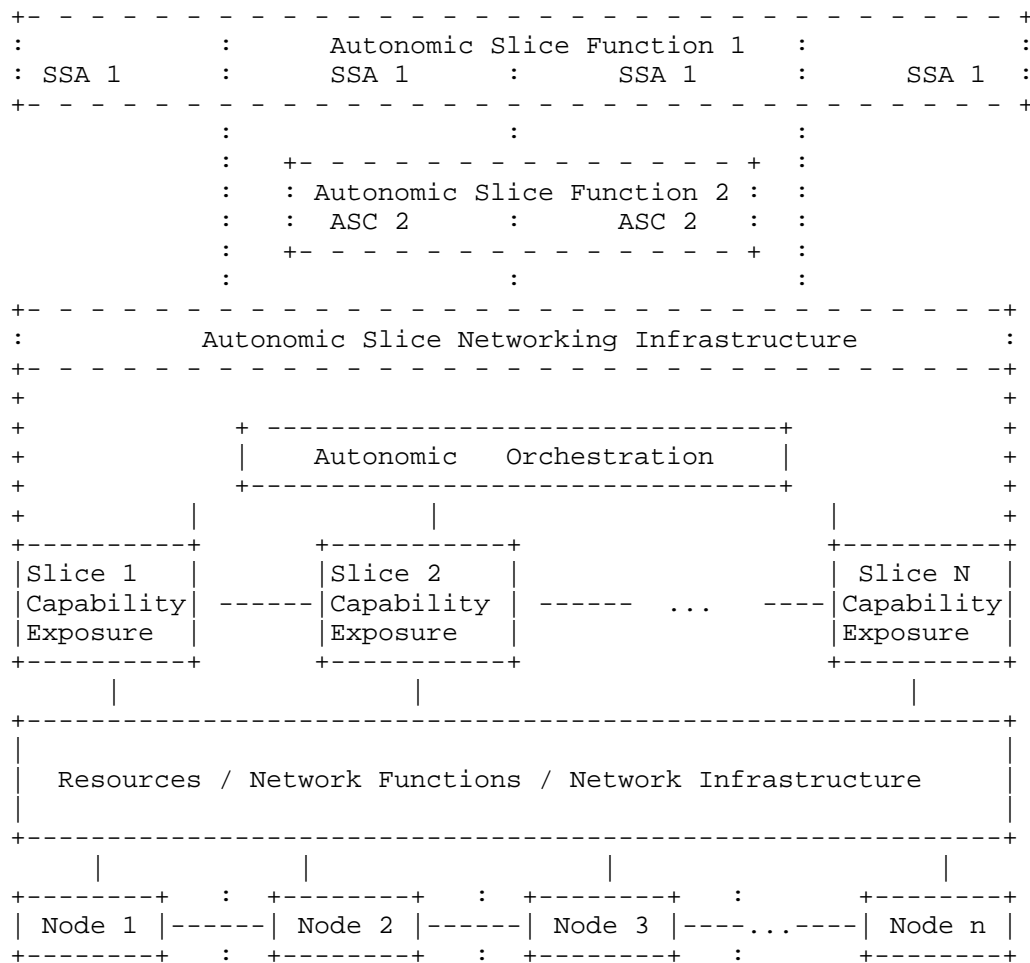 Autonomic Slice Function 1
SSA 1 SSA 1 SSA 1 SSA 1
Autonomic Slice Function 2
ASC 2 ASC 2
Autonomic Slice Networking Infrastructure
Autonomic Orchestration
Slice 1 Slice 2 Slice N
Capability Capability ... Capability
Exposure Exposure Exposure
Resources / Network Functions / Network Infrastructure
Node 1 Node 2 Node 3 ... Node n